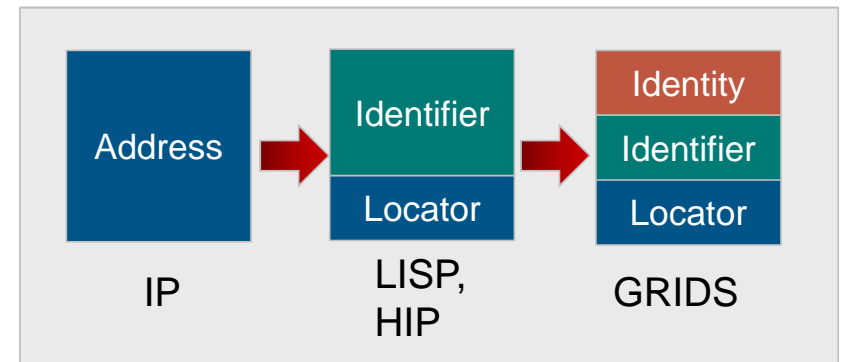 Address
Identifier
Locator
Identity
Identifier
Locator
IP
LISP,
HIP
GRIDS